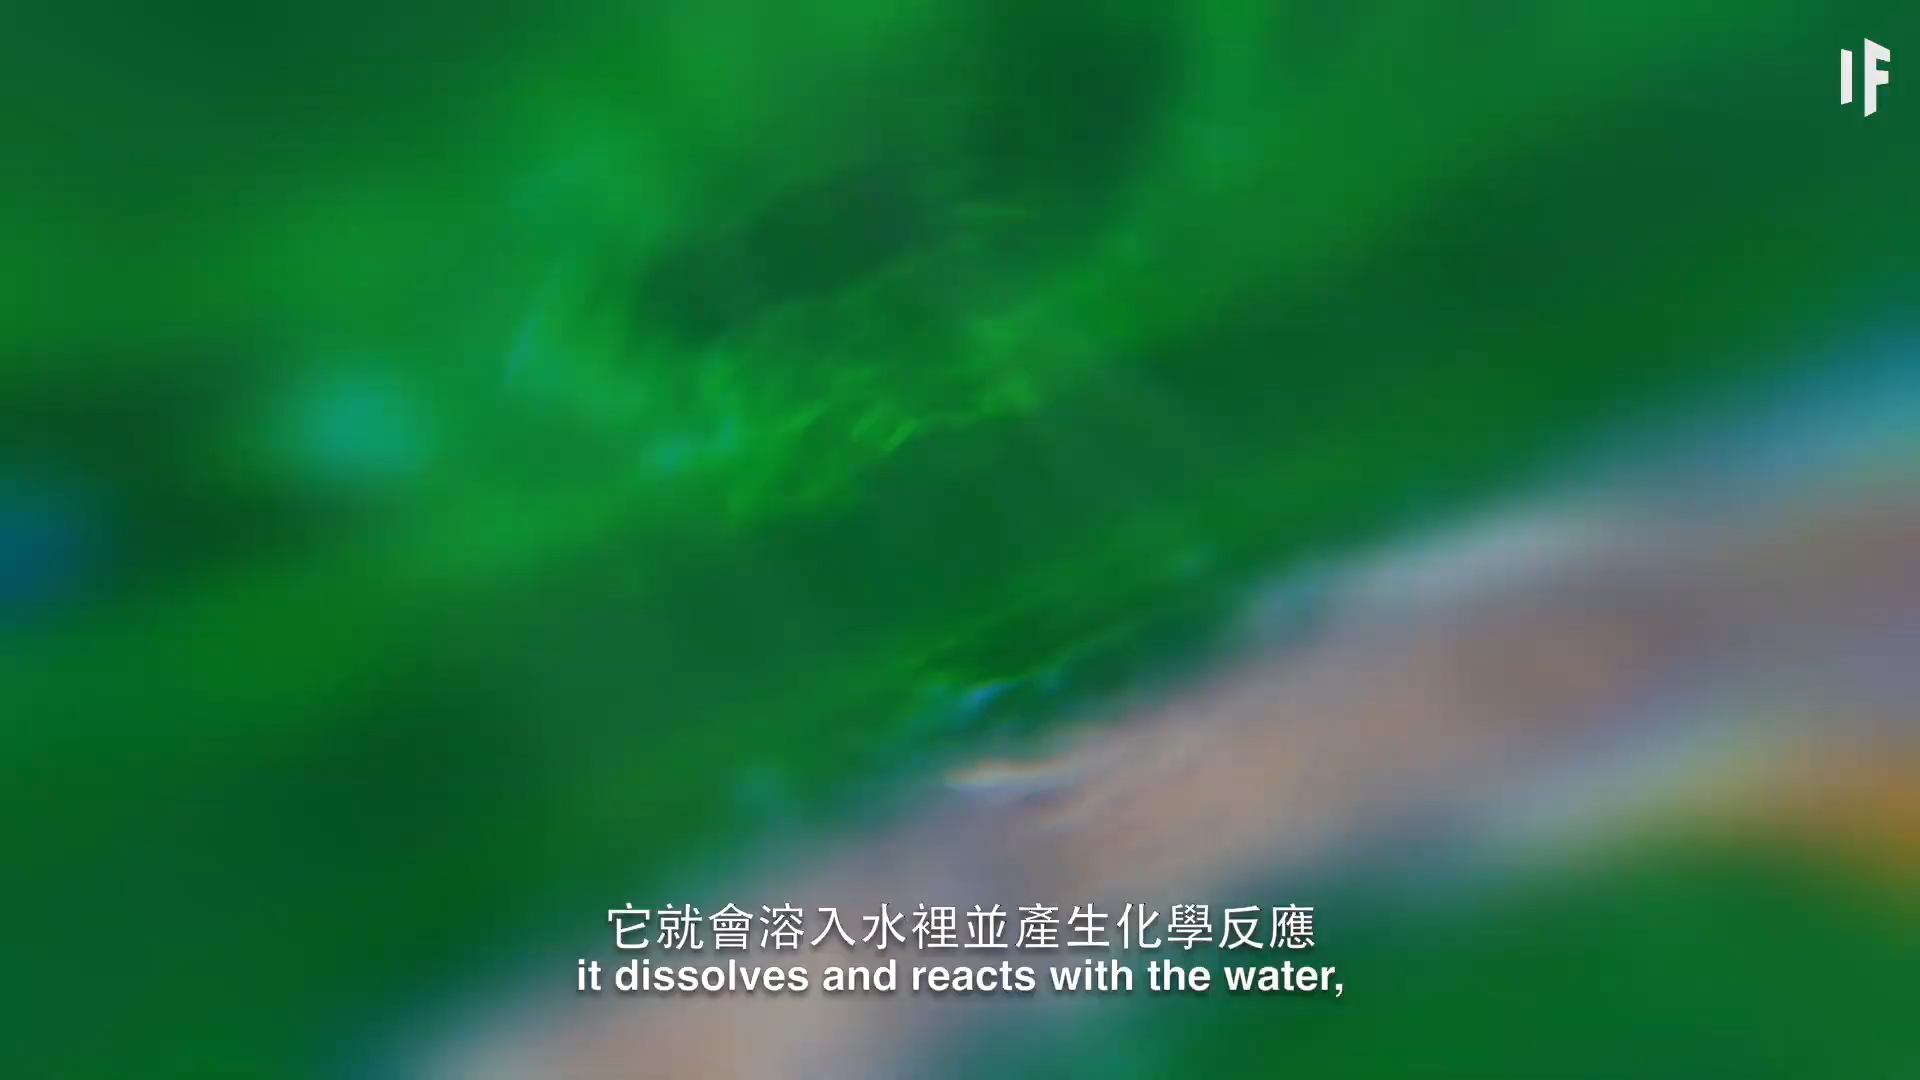 IF
它就會溶入水裡並產生化學反應
it dissolves and reacts with the water,